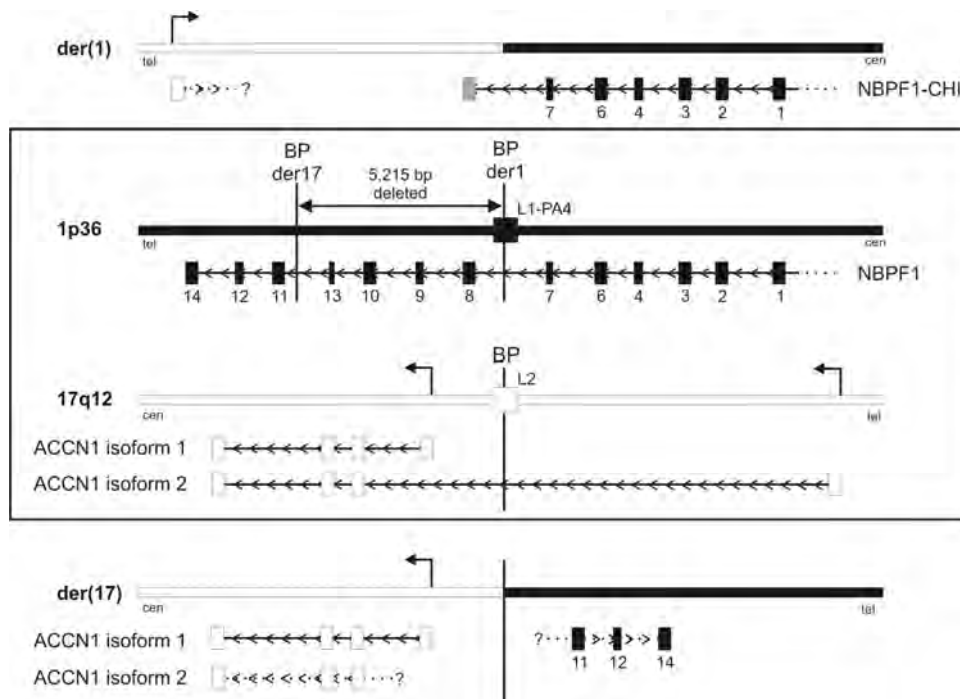 der(1)
tel
cen
?
NBPF1-CHI
7 6 4 3 2 1
BP
der17
5,215 bp
deleted
BP
der1
L1-PA4
1p36
tel
cen
NBPF1
14 12 11 13 10 9 8 7 6 4 3 2 1
BP
L2
17q12
cen
tel
ACCN1 isoform 1
ACCN1 isoform 2
der(17)
cen
tel
ACCN1 isoform 1
?
11 12 14
ACCN1 isoform 2
?